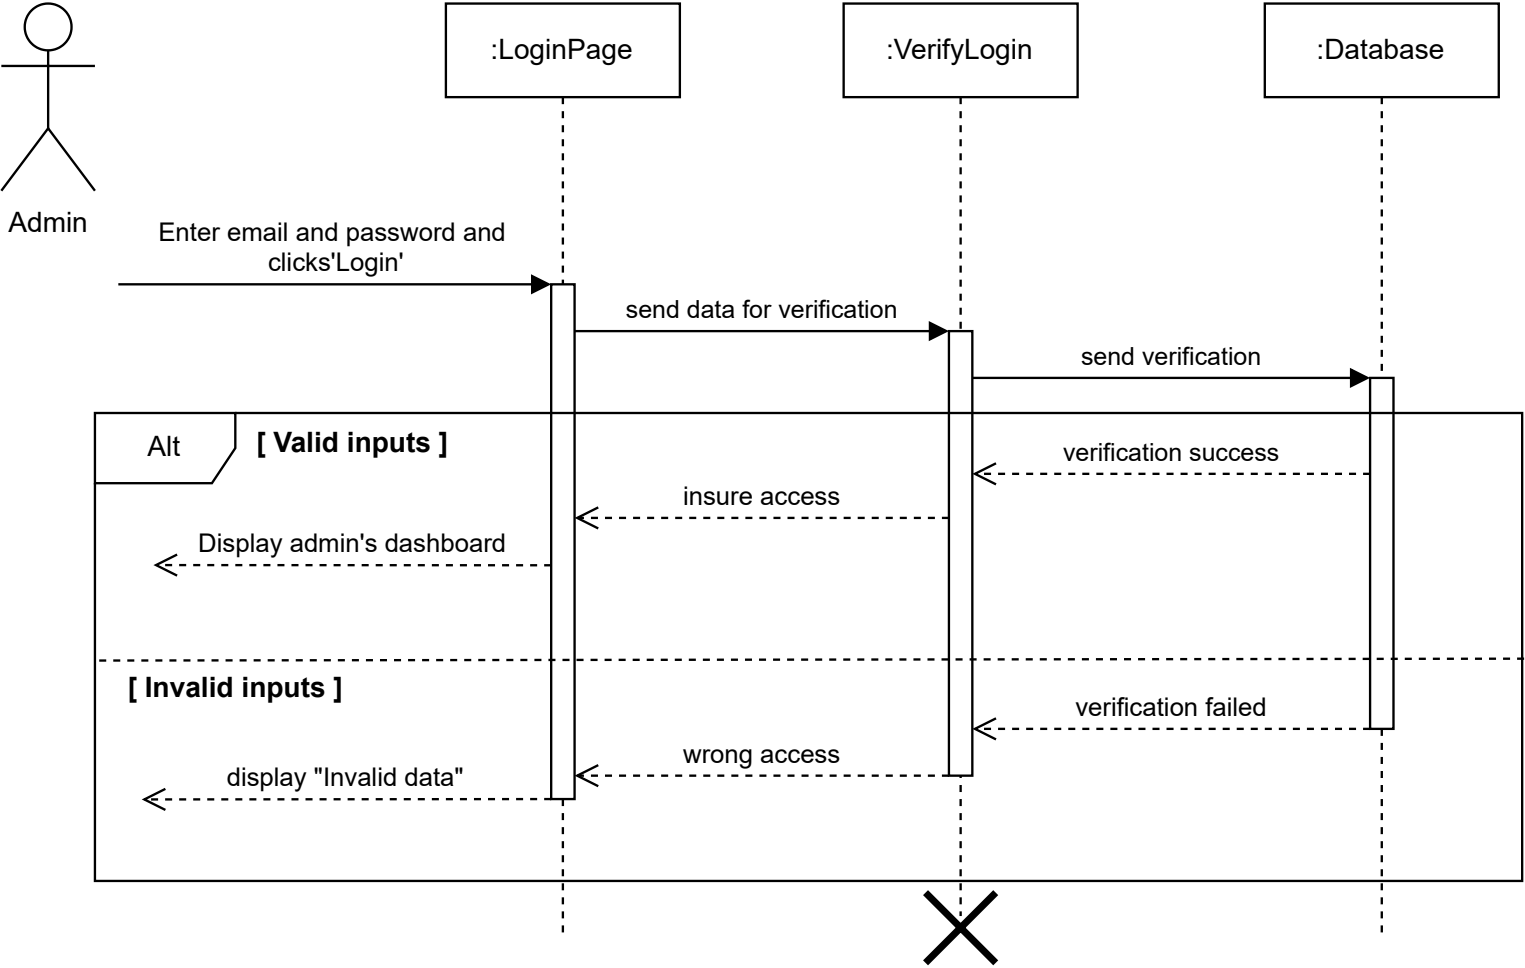 :LoginPage
:VerifyLogin
:Database
Admin
Enter email and password and
clicks'Login'
send data for verification
send verification
Alt
[ Valid inputs ]
verification success
insure access
Display admin's dashboard
[ Invalid inputs ]
verification failed
wrong access
display "Invalid data"